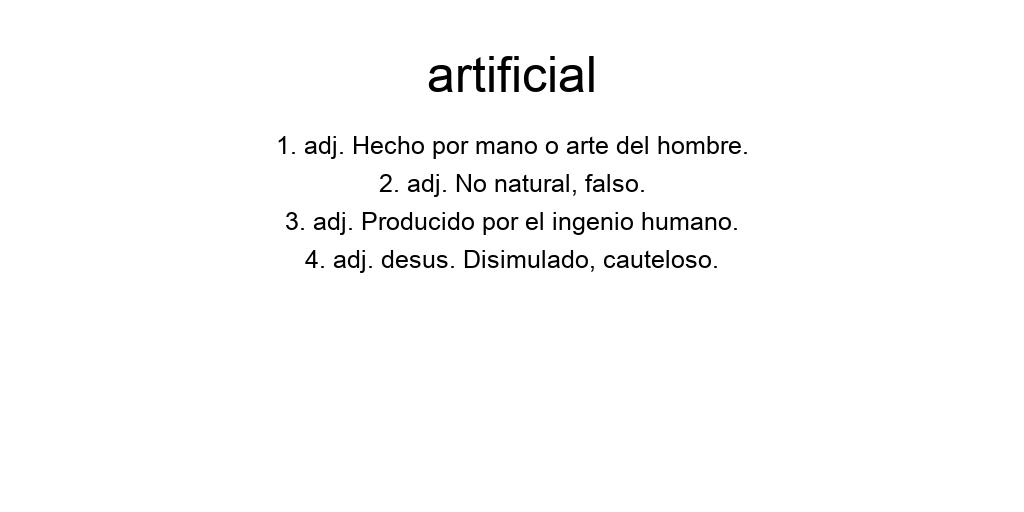 artificial
1. adj. Hecho por mano o arte del hombre.
2. adj. No natural, falso.
3. adj. Producido por el ingenio humano.
4. adj. desus. Disimulado, cauteloso.